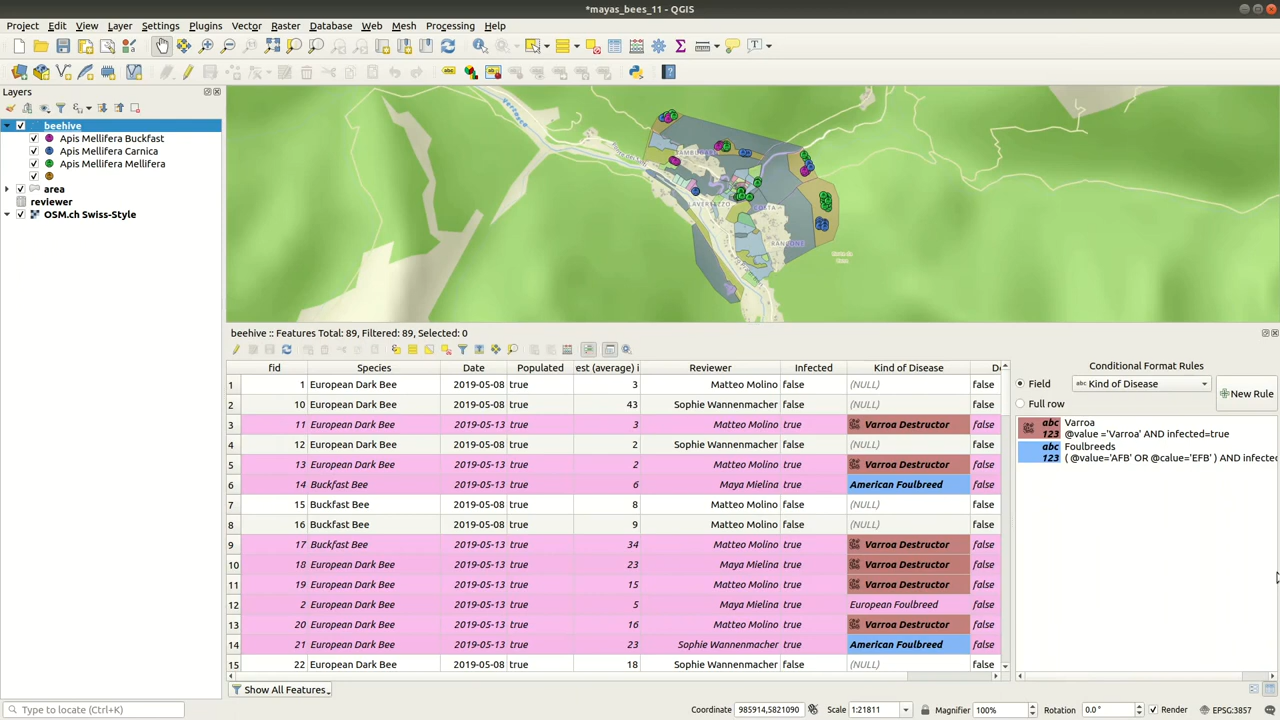 *mayas_bees_11 - QGIS
Project Edit View Layer Settings Plugins Vector Raster Database Web Mesh Processing Help
Layers
beehive
Apis Mellifera Buckfast
Apis Mellifera Carnica
Apis Mellifera Mellifera
area
reviewer
OSM.ch Swiss-Style
beehive :: Features Total: 89, Filtered: 89, Selected: 0
fid Species Date Populated est (average) i Reviewer Infected Kind of Disease
1 1 European Dark Bee 2019-05-08 true 3 Matteo Molino false (NULL) false
2 10 European Dark Bee 2019-05-08 true 43 Sophie Wannenmacher false (NULL) false
3 11 European Dark Bee 2019-05-13 true 3 Matteo Molino true Varroa Destructor false
4 12 European Dark Bee 2019-05-08 true 2 Sophie Wannenmacher false (NULL) false
5 13 European Dark Bee 2019-05-13 true 2 Matteo Molino true Varroa Destructor false
6 14 Buckfast Bee 2019-05-13 true 6 Maya Mielina true American Foulbreed false
7 15 Buckfast Bee 2019-05-08 true 8 Matteo Molino false (NULL) false
8 16 Buckfast Bee 2019-05-08 true 9 Matteo Molino false (NULL) false
9 17 Buckfast Bee 2019-05-13 true 34 Matteo Molino true Varroa Destructor false
10 18 European Dark Bee 2019-05-13 true 23 Maya Mielina true Varroa Destructor false
11 19 European Dark Bee 2019-05-13 true 15 Matteo Molino true Varroa Destructor false
12 2 European Dark Bee 2019-05-13 true 5 Maya Mielina true European Foulbreed false
13 20 European Dark Bee 2019-05-13 true 16 Matteo Molino true Varroa Destructor false
14 21 European Dark Bee 2019-05-13 true 23 Sophie Wannenmacher true American Foulbreed false
15 22 European Dark Bee 2019-05-08 true 18 Sophie Wannenmacher false (NULL) false
Show All Features
Conditional Format Rules
Field abc Kind of Disease
New Rule
Full row
abc Varroa
123 @value ='Varroa' AND infected=true
abc Foulbreeds
123 ( @value='AFB' OR @calue='EFB' ) AND infected
Type to locate (Ctrl+K)
Coordinate 985914,5821090 Scale 1:21811 Magnifier 100% Rotation 0.0 ° Render EPSG:3857